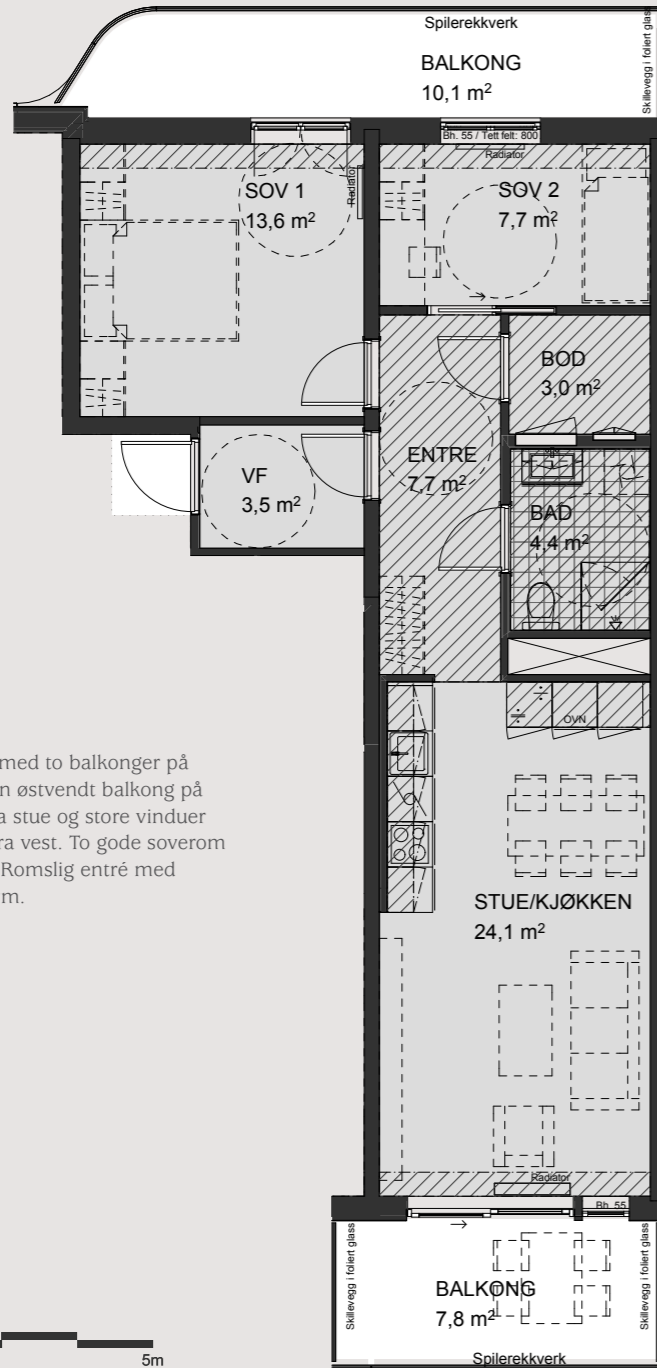 Spilerekkverk
BALKONG
10,1 m²
Skillevegg i foliert glass
Bh. 55 / Tett felt: 800
Radiator
Radiator
SOV 1
13,6 m²
SOV 2
7,7 m²
BOD
3,0 m²
ENTRE
7,7 m²
VF
3,5 m²
BAD
4,4 m²
OVN
med to balkonger på
n østvendt balkong på
a stue og store vinduer
ra vest. To gode soverom
Romslig entré med
m.
STUE/KJØKKEN
24,1 m²
Radiator
Bh. 55
Skillevegg i foliert glass
Skillevegg i foliert glass
BALKONG
7,8 m²
Spilerekkverk
5m